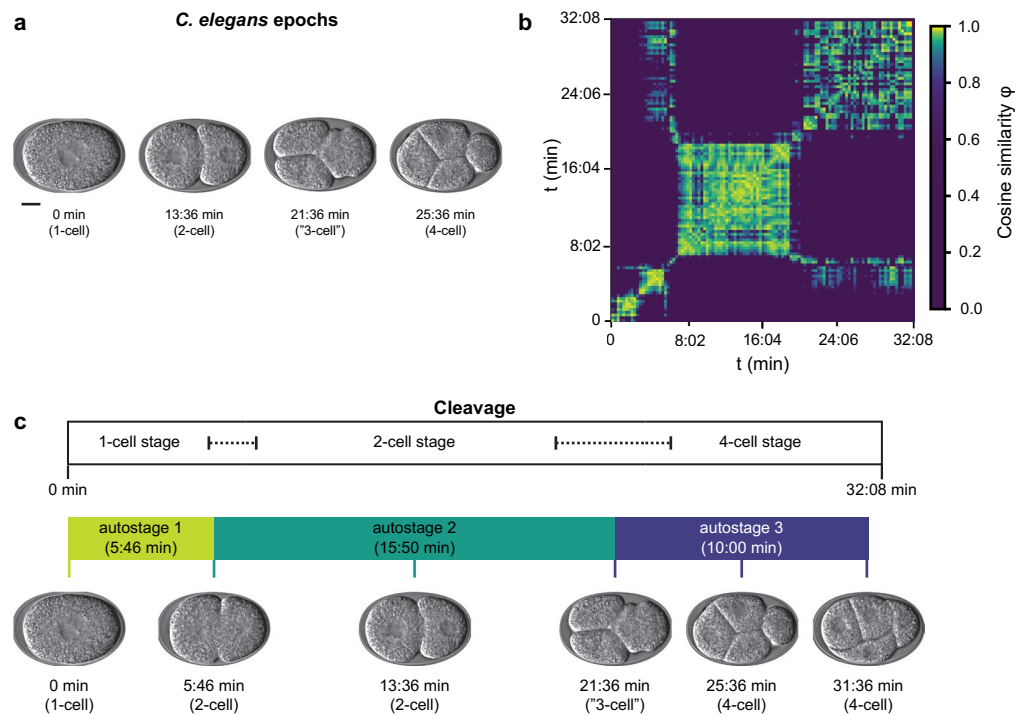 a
C. elegans epochs
0 min
(1-cell)
13:36 min
(2-cell)
21:36 min
("3-cell")
25:36 min
(4-cell)
b
32:08
24:06
16:04
8:02
0
t (min)
0
8:02
16:04
24:06
32:08
t (min)
1.0
0.8
0.6
0.4
0.2
0.0
Cosine similarity φ
c
Cleavage
1-cell stage
2-cell stage
4-cell stage
0 min
32:08 min
autostage 1
(5:46 min)
autostage 2
(15:50 min)
autostage 3
(10:00 min)
0 min
(1-cell)
5:46 min
(2-cell)
13:36 min
(2-cell)
21:36 min
("3-cell")
25:36 min
(4-cell)
31:36 min
(4-cell)